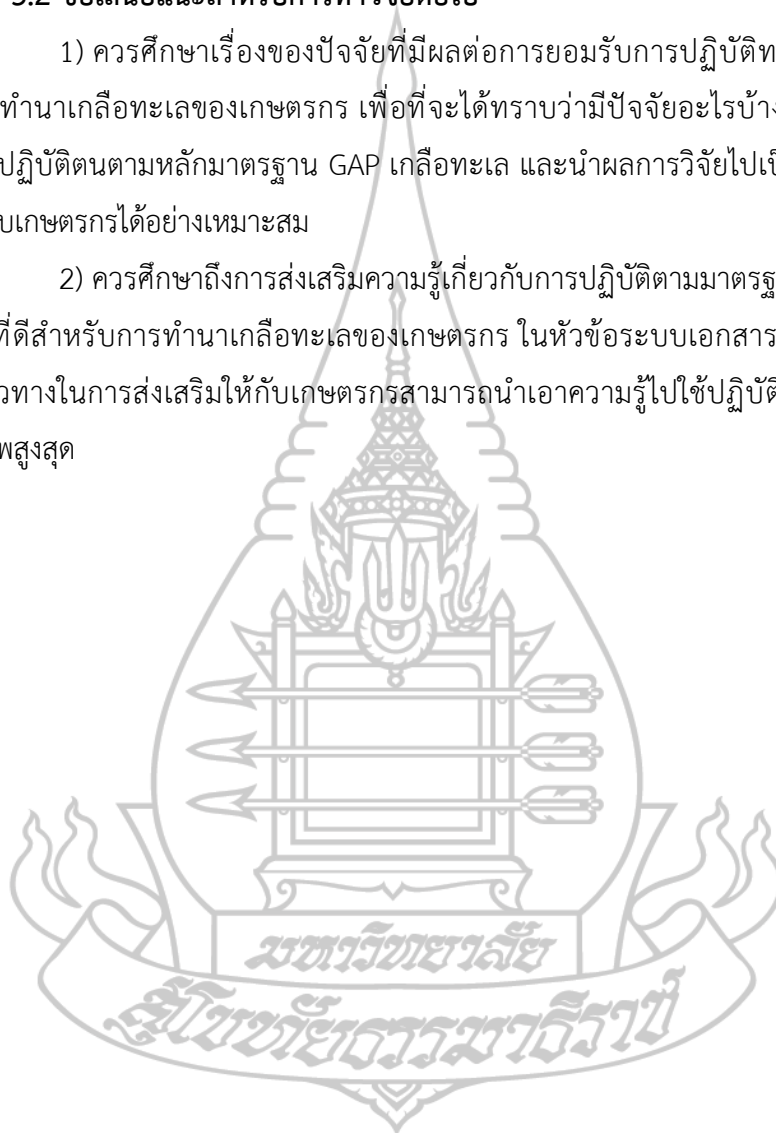 5.2 ข้อเสนอแนะสำหรับการทำวิจัยต่อไป
1) ควรศึกษาเรื่องของปัจจัยที่มีผลต่อการยอมรับการปฏิบัติท
ทำนาเกลือทะเลของเกษตรกร เพื่อที่จะได้ทราบว่ามีปัจจัยอะไรบ้าง
ปฏิบัติตนตามหลักมาตรฐาน GAP เกลือทะเล และนำผลการวิจัยไปเป็
บเกษตรกรได้อย่างเหมาะสม
2) ควรศึกษาถึงการส่งเสริมความรู้เกี่ยวกับการปฏิบัติตามมาตรฐ
ที่ดีสำหรับการทำนาเกลือทะเลของเกษตรกร ในหัวข้อระบบเอกสาร
วทางในการส่งเสริมให้กับเกษตรกรสามารถนำเอาความรู้ไปใช้ปฏิบัติ
พสูงสุด
มหาวิทยาลัย
สุโขทัยธรรมาธิราช